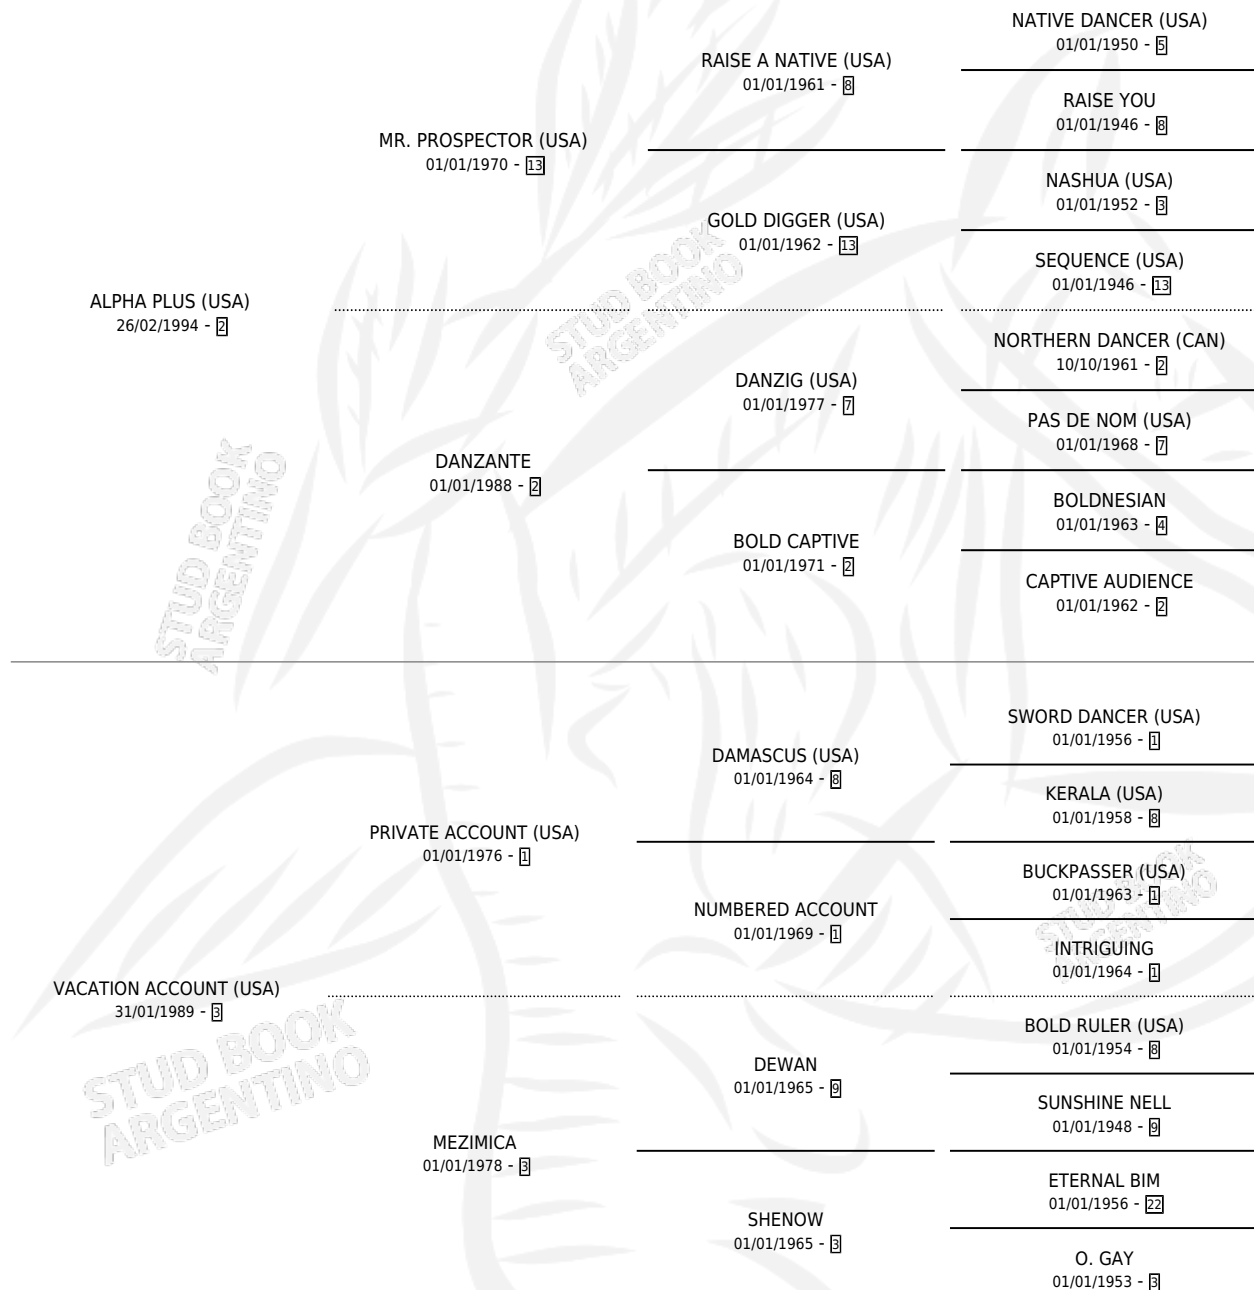 NATIVE DANCER (USA)
01/01/1950 - 5
RAISE A NATIVE (USA)
01/01/1961 - 8
RAISE YOU
01/01/1946 - 8
MR. PROSPECTOR (USA)
01/01/1970 - 13
NASHUA (USA)
01/01/1952 - 3
GOLD DIGGER (USA)
01/01/1962 - 13
SEQUENCE (USA)
01/01/1946 - 13
ALPHA PLUS (USA)
26/02/1994 - 2
NORTHERN DANCER (CAN)
10/10/1961 - 2
DANZIG (USA)
01/01/1977 - 7
PAS DE NOM (USA)
01/01/1968 - 7
DANZANTE
01/01/1988 - 2
BOLDNESIAN
01/01/1963 - 4
BOLD CAPTIVE
01/01/1971 - 2
CAPTIVE AUDIENCE
01/01/1962 - 2
SWORD DANCER (USA)
01/01/1956 - 1
DAMASCUS (USA)
01/01/1964 - 8
KERALA (USA)
01/01/1958 - 8
PRIVATE ACCOUNT (USA)
01/01/1976 - 1
BUCKPASSER (USA)
01/01/1963 - 1
NUMBERED ACCOUNT
01/01/1969 - 1
INTRIGUING
01/01/1964 - 1
VACATION ACCOUNT (USA)
31/01/1989 - 3
BOLD RULER (USA)
01/01/1954 - 8
DEWAN
01/01/1965 - 9
SUNSHINE NELL
01/01/1948 - 9
MEZIMICA
01/01/1978 - 3
ETERNAL BIM
01/01/1956 - 22
SHENOW
01/01/1965 - 3
O. GAY
01/01/1953 - 3
STUD BOOK
ARGENTINO
STUD BOOK
ARGENTINO
STUD BOOK
ARGENTINO
STUD BOOK
ARGENTINO